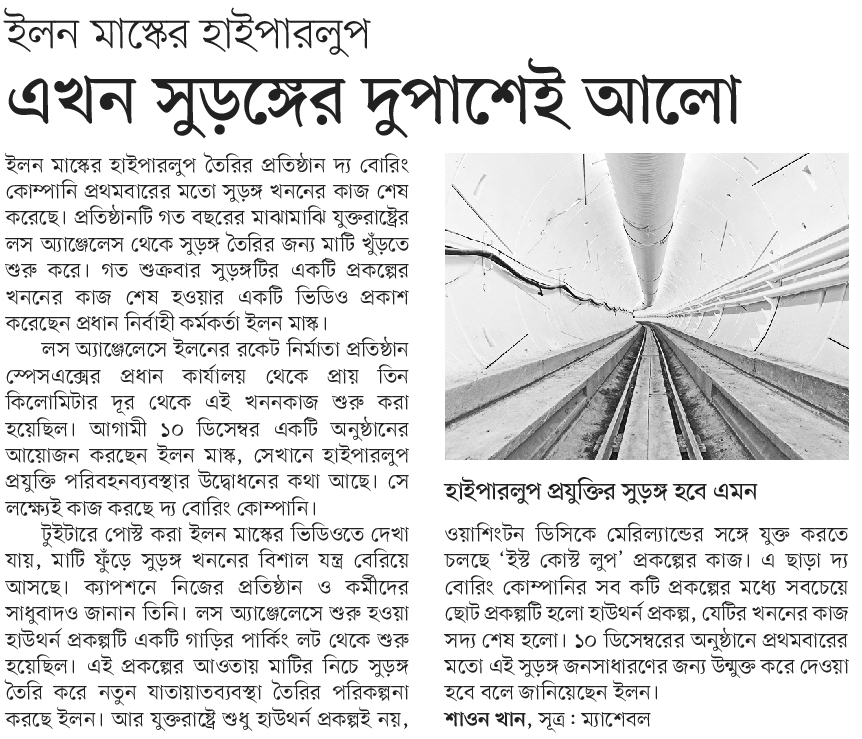 ইলন মাস্কের হাইপারলুপ
এখন সুড়ঙ্গের দুপাশেই আলো
ইলন মাস্কের হাইপারলুপ তৈরির প্রতিষ্ঠান দ্য বোরিং
কোম্পানি প্রথমবারের মতো সুড়ঙ্গ খননের কাজ শেষ
করেছে। প্রতিষ্ঠানটি গত বছরের মাঝামাঝি যুক্তরাষ্ট্রের
লস অ্যাঞ্জেলেস থেকে সুড়ঙ্গ তৈরির জন্য মাটি খুঁড়তে
শুরু করে। গত শুক্রবার সুড়ঙ্গটির একটি প্রকল্পের
খননের কাজ শেষ হওয়ার একটি ভিডিও প্রকাশ
করেছেন প্রধান নির্বাহী কর্মকর্তা ইলন মাস্ক।
লস অ্যাঞ্জেলেসে ইলনের রকেট নির্মাতা প্রতিষ্ঠান
স্পেসএক্সের প্রধান কার্যালয় থেকে প্রায় তিন
কিলোমিটার দূর থেকে এই খননকাজ শুরু করা
হয়েছিল। আগামী ১০ ডিসেম্বর একটি অনুষ্ঠানের
আয়োজন করছেন ইলন মাস্ক, সেখানে হাইপারলুপ
প্রযুক্তি পরিবহনব্যবস্থার উদ্বোধনের কথা আছে। সে
লক্ষ্যেই কাজ করছে দ্য বোরিং কোম্পানি।
টুইটারে পোস্ট করা ইলন মাস্কের ভিডিওতে দেখা
যায়, মাটি ফুঁড়ে সুড়ঙ্গ খননের বিশাল যন্ত্র বেরিয়ে
আসছে। ক্যাপশনে নিজের প্রতিষ্ঠান ও কর্মীদের
সাধুবাদও জানান তিনি। লস অ্যাঞ্জেলেসে শুরু হওয়া
হাউথর্ন প্রকল্পটি একটি গাড়ির পার্কিং লট থেকে শুরু
হয়েছিল। এই প্রকল্পের আওতায় মাটির নিচে সুড়ঙ্গ
তৈরি করে নতুন যাতায়াতব্যবস্থা তৈরির পরিকল্পনা
করছে ইলন। আর যুক্তরাষ্ট্রে শুধু হাউথর্ন প্রকল্পই নয়,
হাইপারলুপ প্রযুক্তির সুড়ঙ্গ হবে এমন
ওয়াশিংটন ডিসিকে মেরিল্যান্ডের সঙ্গে যুক্ত করতে
চলছে ‘ইস্ট কোস্ট লুপ’ প্রকল্পের কাজ। এ ছাড়া দ্য
বোরিং কোম্পানির সব কটি প্রকল্পের মধ্যে সবচেয়ে
ছোট প্রকল্পটি হলো হাউথর্ন প্রকল্প, যেটির খননের কাজ
সদ্য শেষ হলো। ১০ ডিসেম্বরের অনুষ্ঠানে প্রথমবারের
মতো এই সুড়ঙ্গ জনসাধারণের জন্য উন্মুক্ত করে দেওয়া
হবে বলে জানিয়েছেন ইলন।
শাওন খান, সূত্র : ম্যাশেবল